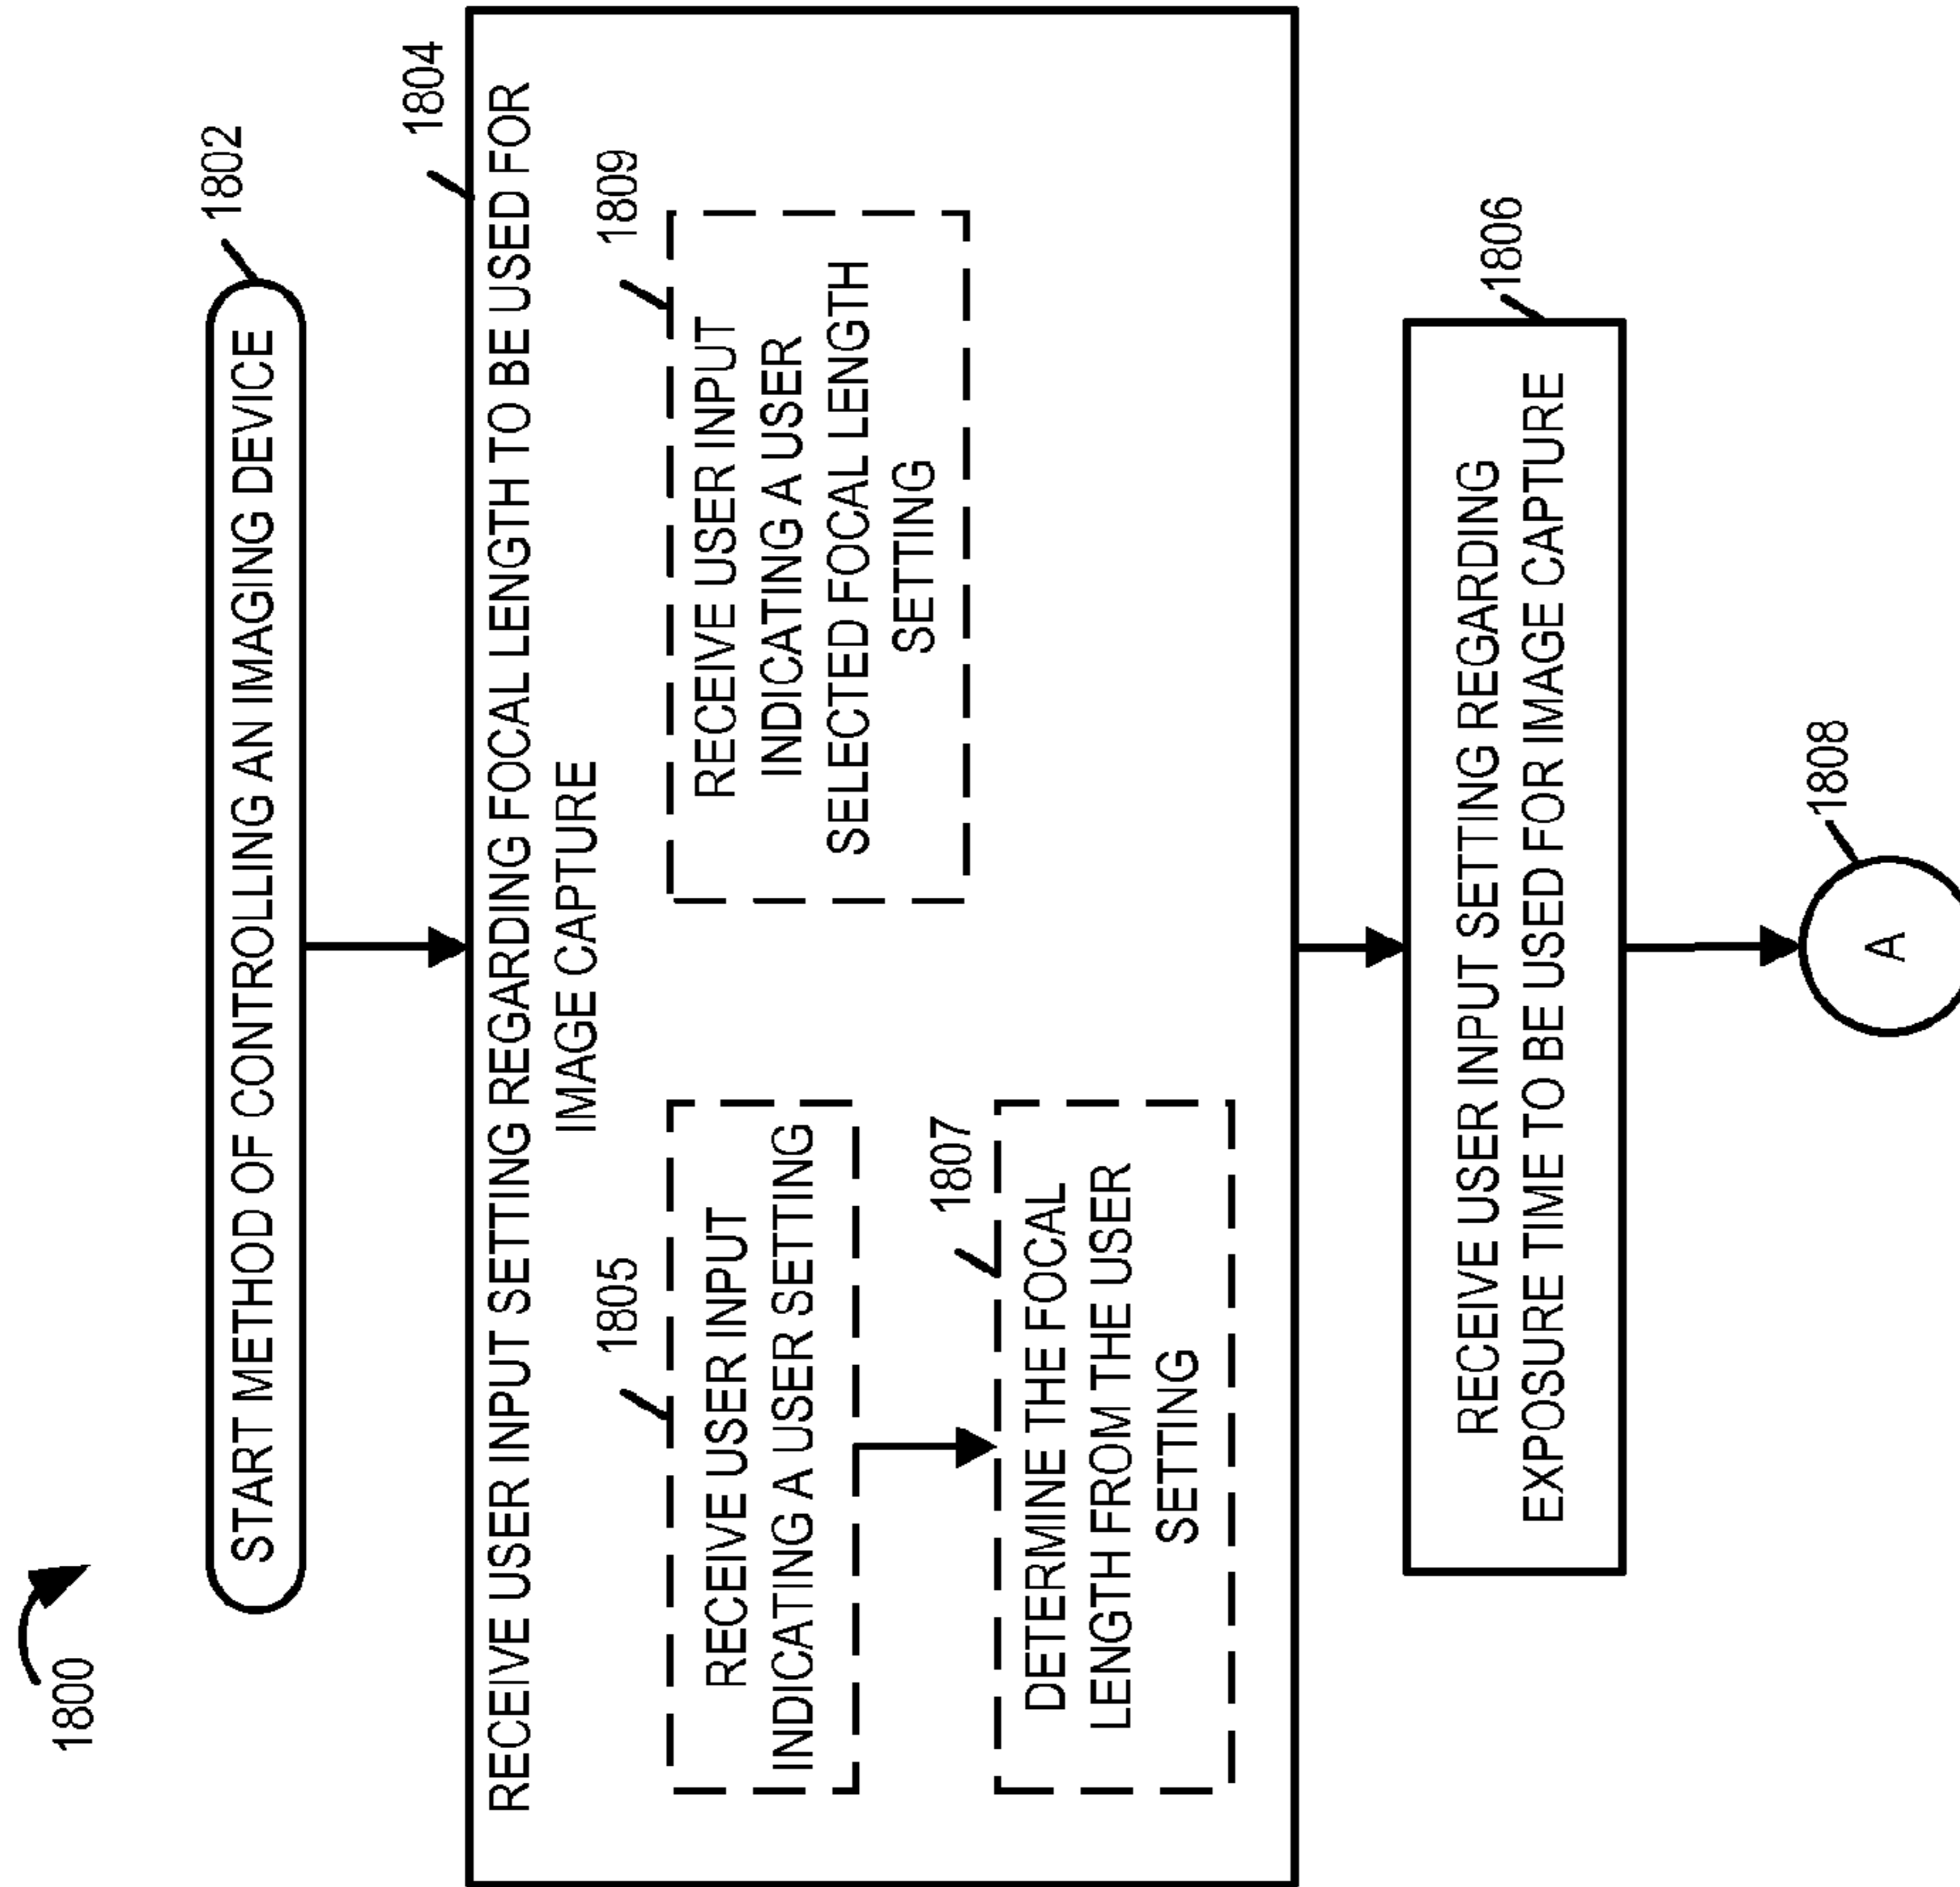 1800
START METHOD OF CONTROLLING AN IMAGING DEVICE
1802
1804
RECEIVE USER INPUT SETTING REGARDING FOCAL LENGTH TO BE USED FOR
IMAGE CAPTURE
1805
RECEIVE USER INPUT
INDICATING A USER SETTING
1807
DETERMINE THE FOCAL
LENGTH FROM THE USER
SETTING
1809
RECEIVE USER INPUT
INDICATING A USER
SELECTED FOCAL LENGTH
SETTING
1806
RECEIVE USER INPUT SETTING REGARDING
EXPOSURE TIME TO BE USED FOR IMAGE CAPTURE
1808
A